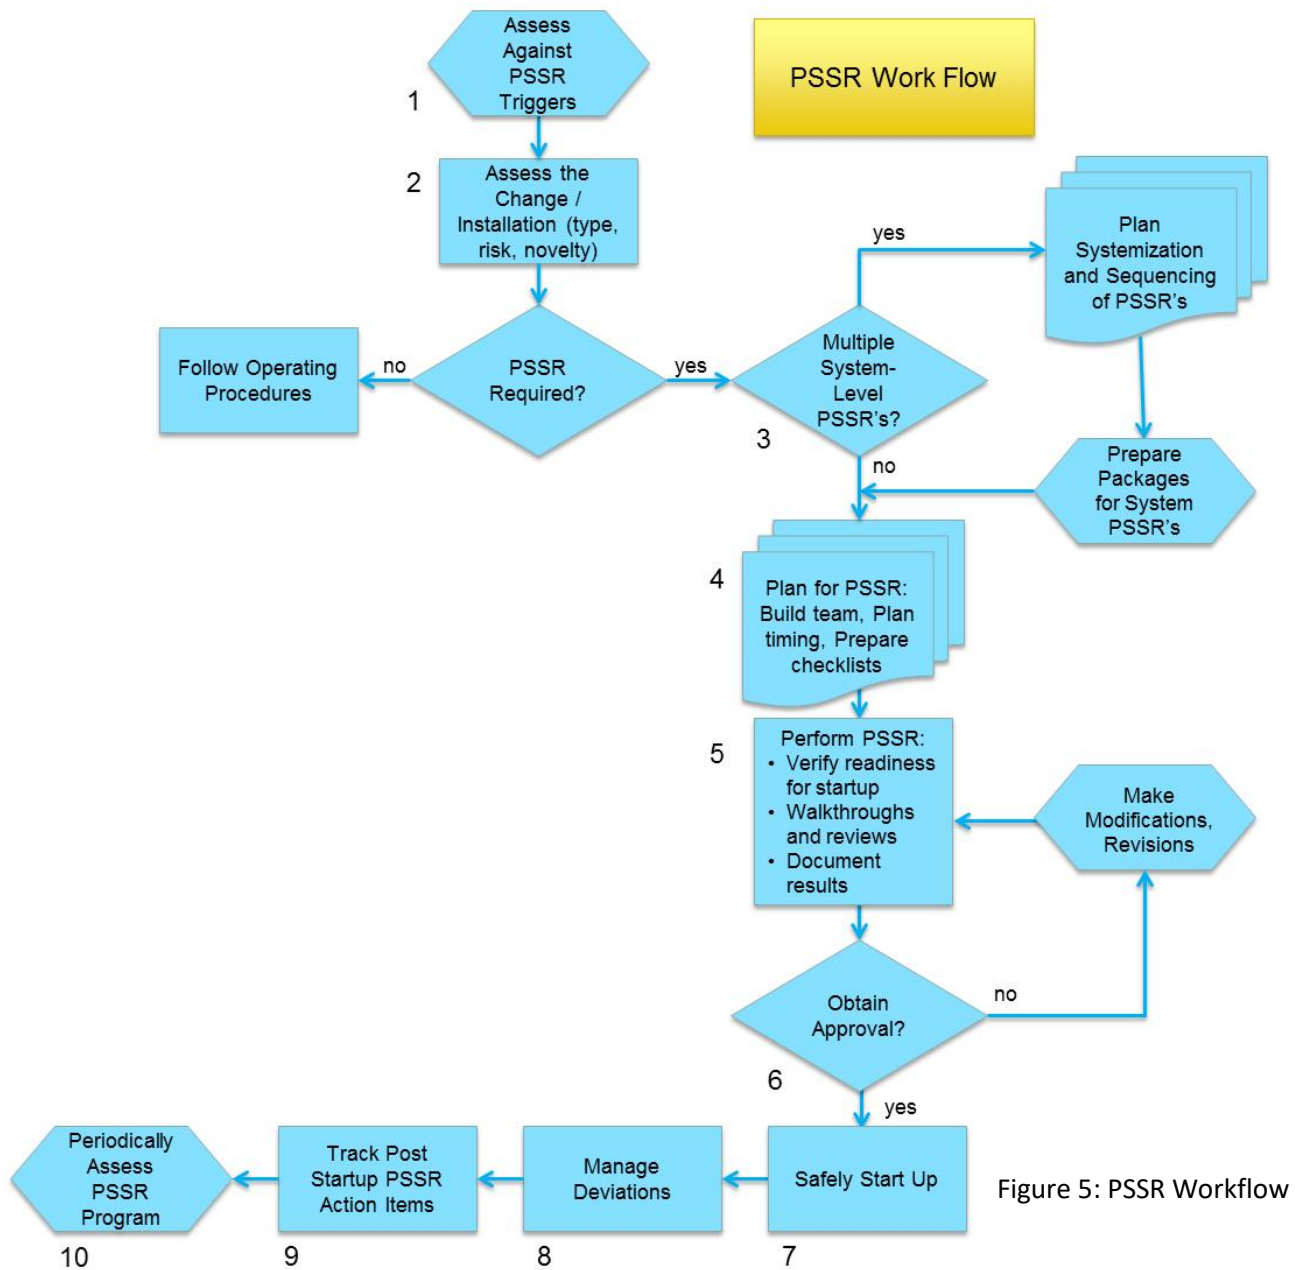 Assess
Against
PSSR
Triggers
1
PSSR Work Flow
2
Assess the
Change /
Installation (type,
risk, novelty)
yes
Plan
Systemization
and Sequencing
of PSSR's
Follow Operating
Procedures
no
PSSR
Required?
yes
Multiple
System-
Level
PSSR's?
3
no
Prepare
Packages
for System
PSSR's
4
Plan for PSSR:
Build team, Plan
timing, Prepare
checklists
5
Perform PSSR:
• Verify readiness
for startup
• Walkthroughs
and reviews
• Document
results
Make
Modifications,
Revisions
Obtain
Approval?
no
6
yes
Periodically
Assess
PSSR
Program
Track Post
Startup PSSR
Action Items
Manage
Deviations
Safely Start Up
Figure 5: PSSR Workflow
10
9
8
7